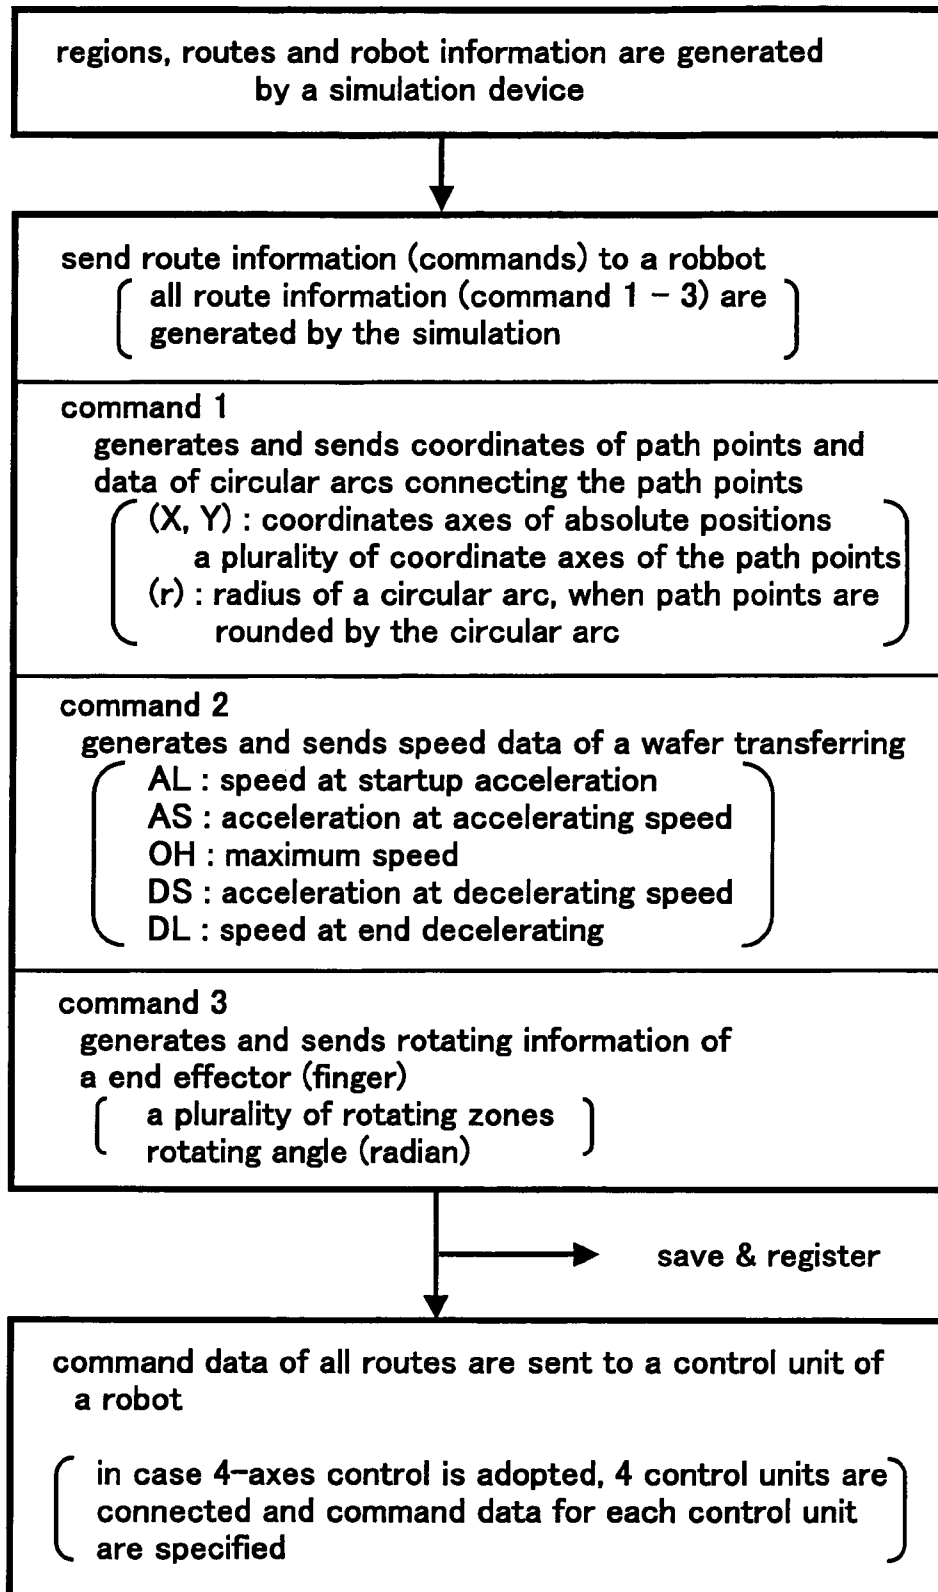 regions, routes and robot information are generated
by a simulation device
send route information (commands) to a robbot
all route information (command 1 – 3) are
generated by the simulation
command 1
generates and sends coordinates of path points and
data of circular arcs connecting the path points
(X, Y) : coordinates axes of absolute positions
a plurality of coordinate axes of the path points
(r) : radius of a circular arc, when path points are
rounded by the circular arc
command 2
generates and sends speed data of a wafer transferring
AL : speed at startup acceleration
AS : acceleration at accelerating speed
OH : maximum speed
DS : acceleration at decelerating speed
DL : speed at end decelerating
command 3
generates and sends rotating information of
a end effector (finger)
a plurality of rotating zones
rotating angle (radian)
save & register
command data of all routes are sent to a control unit of
a robot
in case 4-axes control is adopted, 4 control units are
connected and command data for each control unit
are specified